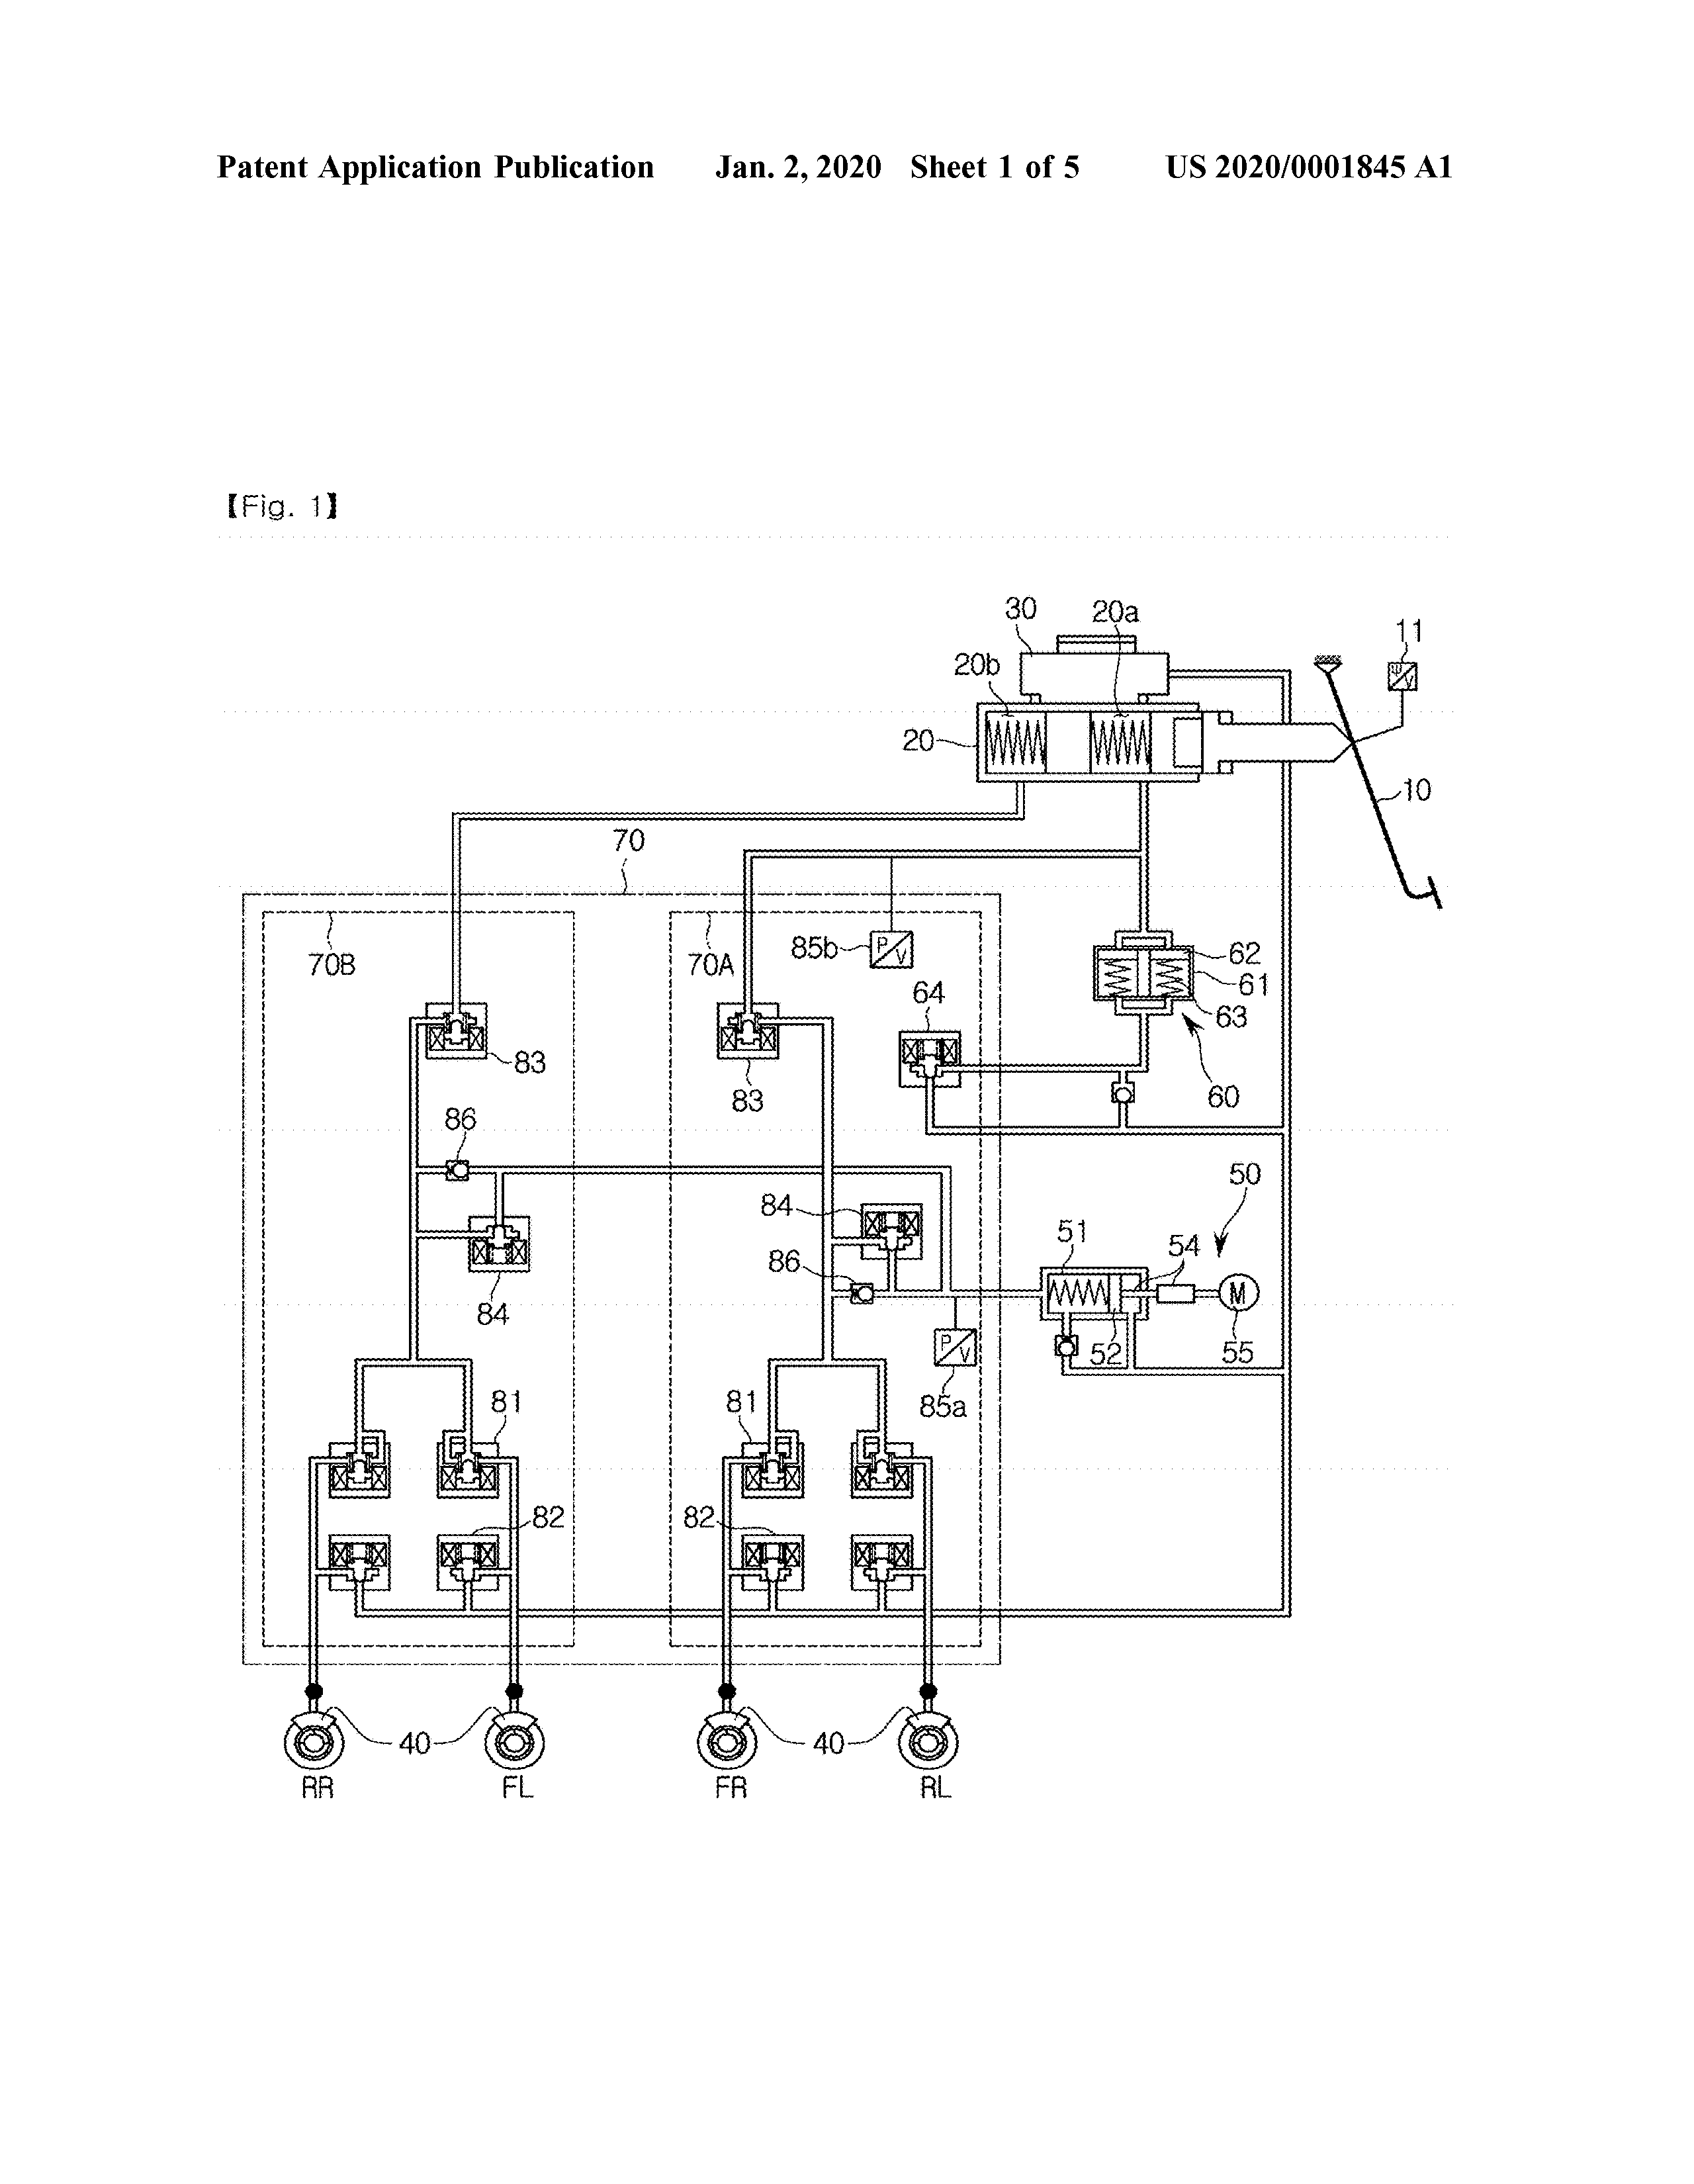 Patent Application Publication Jan. 2, 2020 Sheet 1 of 5 US 2020/0001845 A1
【Fig. 1】
30 20a
11
20b
20
10
70
85b
62
70B 70A
61
64
63
83
83
60
86
84
50
51
54
86
84
52 55
81 81
85a
82 82
40 40
RR FL FR RL
P
V
P
V
M
V